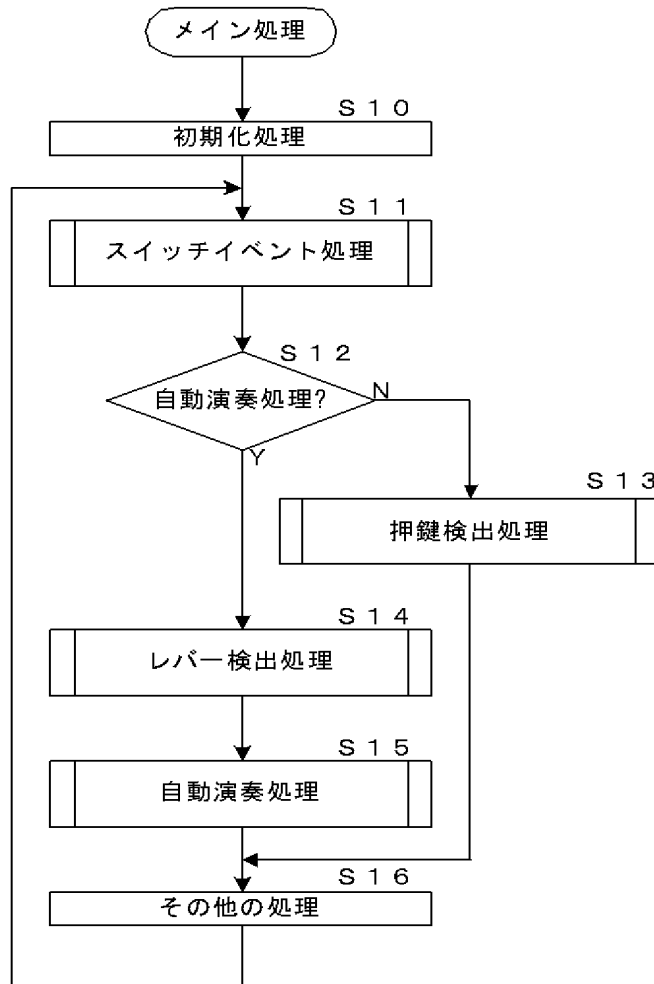 メイン処理
S10
初期化処理
S11
スイッチイベント処理
S12
自動演奏処理?
N
Y
S13
押鍵検出処理
S14
レバー検出処理
S15
自動演奏処理
S16
その他の処理